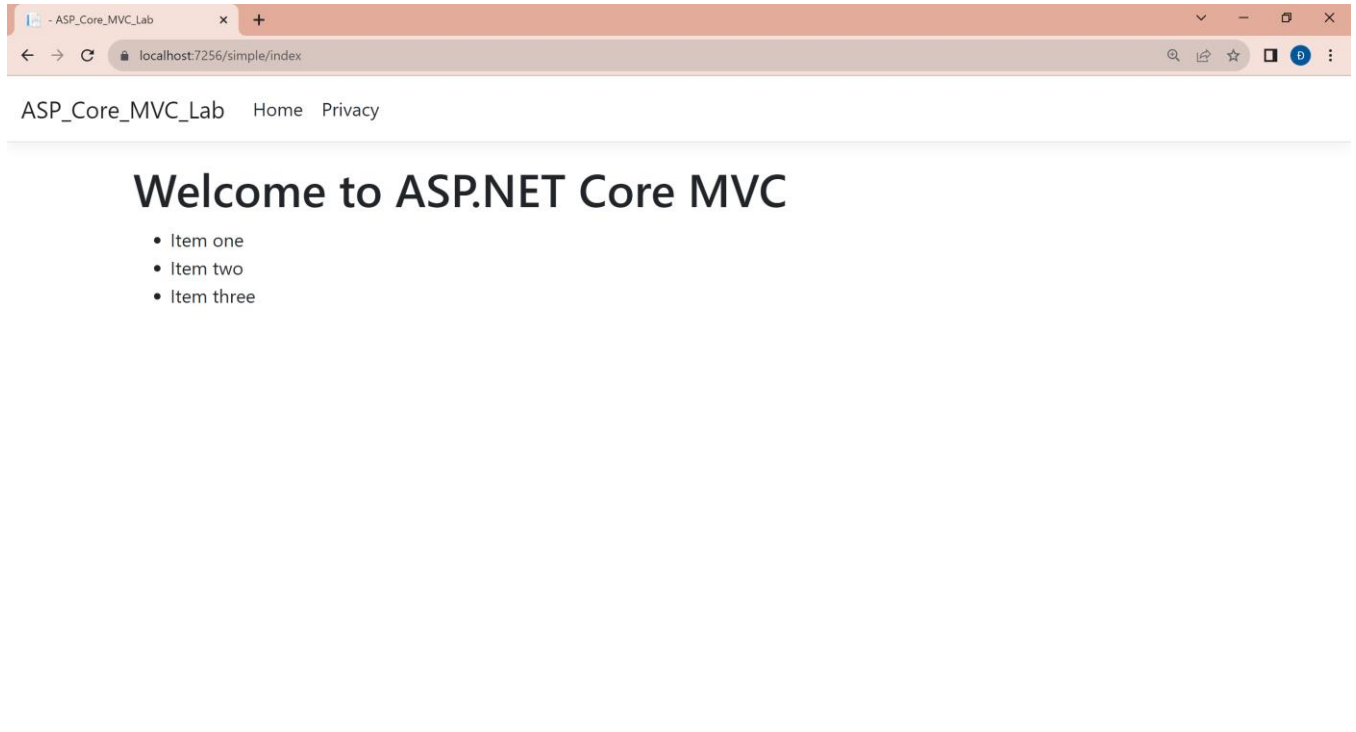 - ASP_Core_MVC_Lab
localhost:7256/simple/index
Đ
ASP_Core_MVC_Lab Home Privacy
Welcome to ASP.NET Core MVC
• Item one
• Item two
• Item three